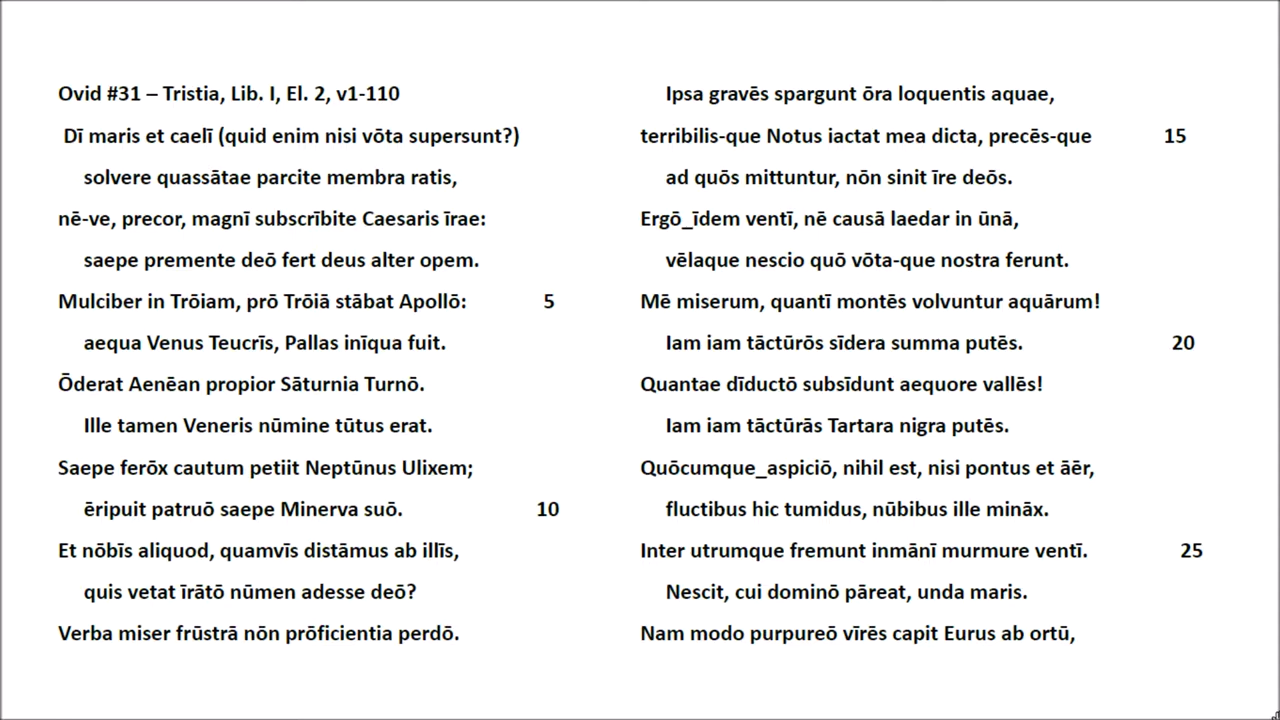 Ovid #31 – Tristia, Lib. I, El. 2, v1-110
Dī maris et caelī (quid enim nisi vōta supersunt?)
solvere quassātae parcite membra ratis,
nē-ve, precor, magnī subscrībite Caesaris īrae:
saepe premente deō fert deus alter opem.
Mulciber in Trōiam, prō Trōiā stābat Apollō: 5
aequa Venus Teucrīs, Pallas inīqua fuit.
Ōderat Aenēan propior Sāturnia Turnō.
Ille tamen Veneris nūmine tūtus erat.
Saepe ferōx cautum petiit Neptūnus Ulixem;
ēripuit patruō saepe Minerva suō. 10
Et nōbīs aliquod, quamvīs distāmus ab illīs,
quis vetat īrātō nūmen adesse deō?
Verba miser frūstrā nōn prōficientia perdō.
Ipsa gravēs spargunt ōra loquentis aquae,
terribilis-que Notus iactat mea dicta, precēs-que 15
ad quōs mittuntur, nōn sinit īre deōs.
Ergō_īdem ventī, nē causā laedar in ūnā,
vēlaque nescio quō vōta-que nostra ferunt.
Mē miserum, quantī montēs volvuntur aquārum!
Iam iam tāctūrōs sīdera summa putēs. 20
Quantae dīductō subsīdunt aequore vallēs!
Iam iam tāctūrās Tartara nigra putēs.
Quōcumque_aspiciō, nihil est, nisi pontus et āēr,
fluctibus hic tumidus, nūbibus ille mināx.
Inter utrumque fremunt inmānī murmure ventī. 25
Nescit, cui dominō pāreat, unda maris.
Nam modo purpureō vīrēs capit Eurus ab ortū,